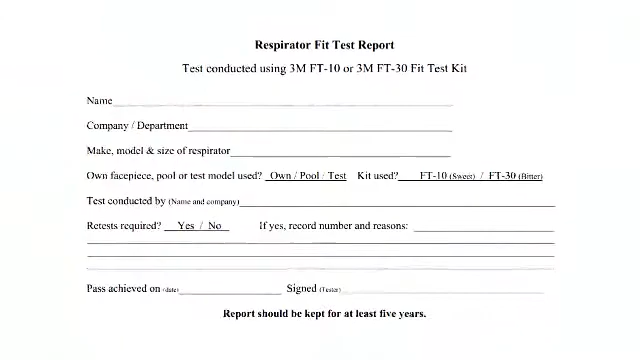 Respirator Fit Test Report
Test conducted using 3M FT-10 or 3M FT-30 Fit Test Kit
Name
Company / Department
Make, model & size of respirator
Own facepiece, pool or test model used? Own / Pool / Test Kit used? FT-10 (Sweet) / FT-30 (Bitter)
Test conducted by (Name and company)
Retests required? Yes / No If yes, record number and reasons:
Pass achieved on (date) Signed (Tester)
Report should be kept for at least five years.